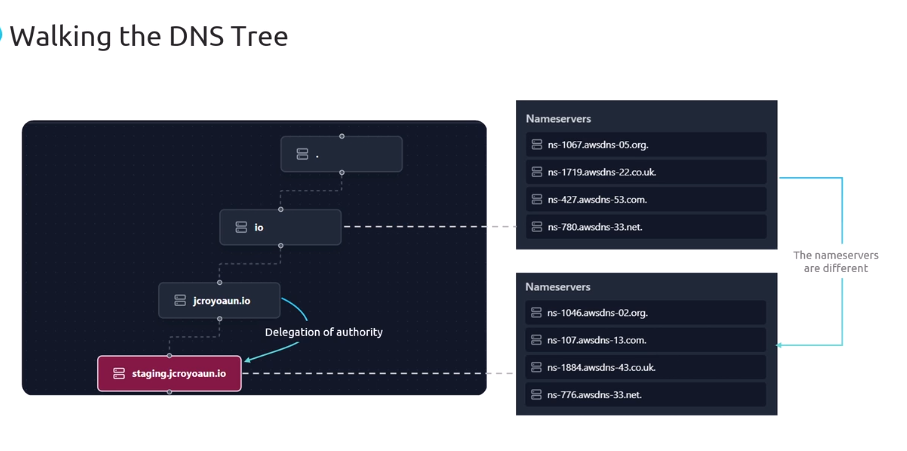 Walking the DNS Tree
.
io
jcroyoaun.io
Delegation of authority
staging.jcroyoaun.io
Nameservers
ns-1067.awsdns-05.org.
ns-1719.awsdns-22.co.uk.
ns-427.awsdns-53.com.
ns-780.awsdns-33.net.
The nameservers
are different
Nameservers
ns-1046.awsdns-02.org.
ns-107.awsdns-13.com.
ns-1884.awsdns-43.co.uk.
ns-776.awsdns-33.net.